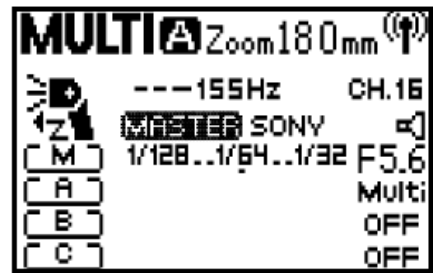 MULTI A Zoom180mm
---155Hz CH.16
Z MASTER SONY
M 1/128..1/64..1/32 F5.6
A Multi
B OFF
C OFF